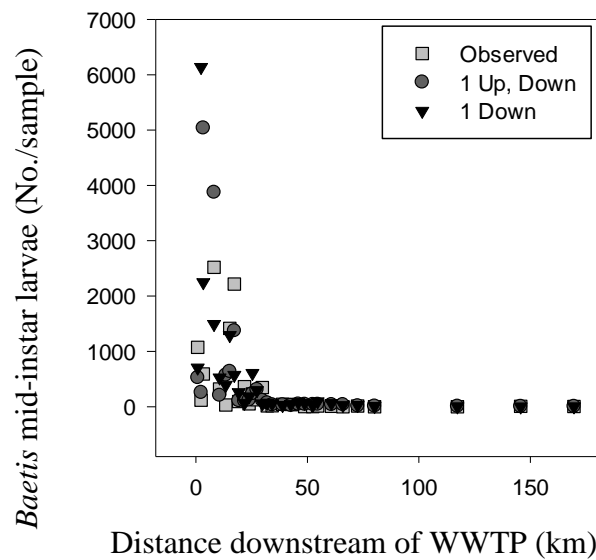 Baetis mid-instar larvae (No./sample)
7000
6000
5000
4000
3000
2000
1000
0
Observed
1 Up, Down
1 Down
0 50 100 150
Distance downstream of WWTP (km)